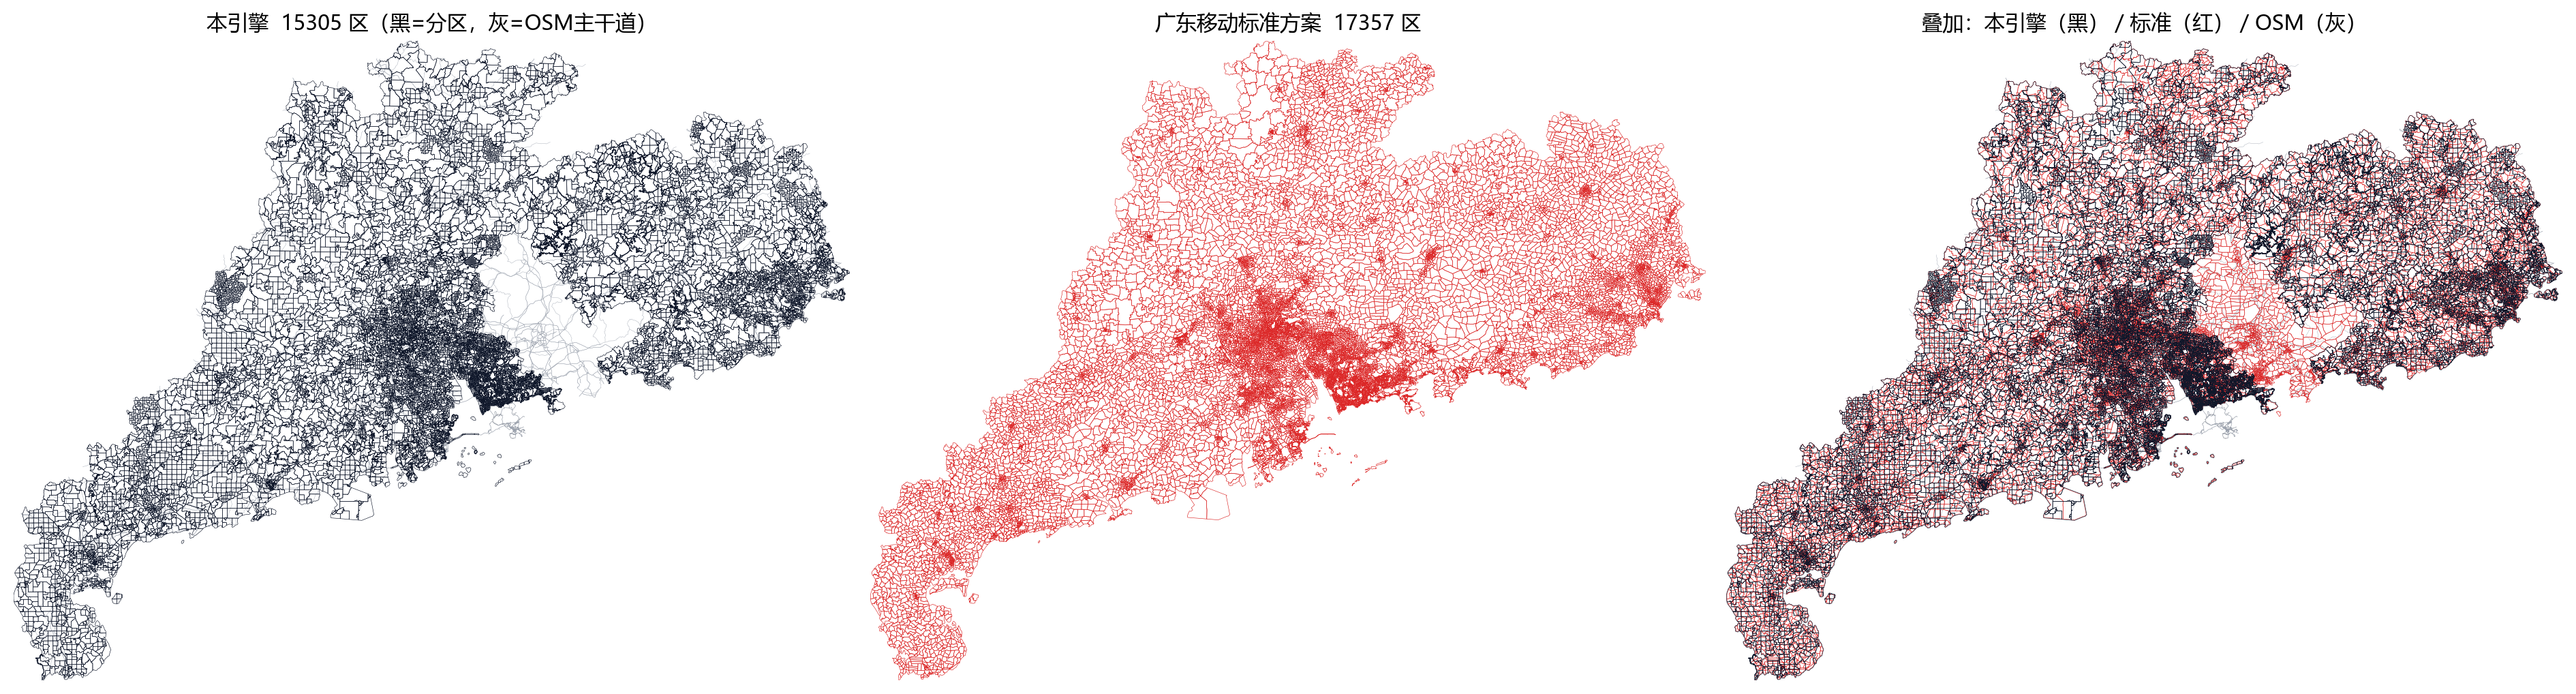 本引擎 15305 区（黑=分区，灰=OSM主干道）
广东移动标准方案 17357 区
叠加：本引擎（黑） / 标准（红） / OSM（灰）